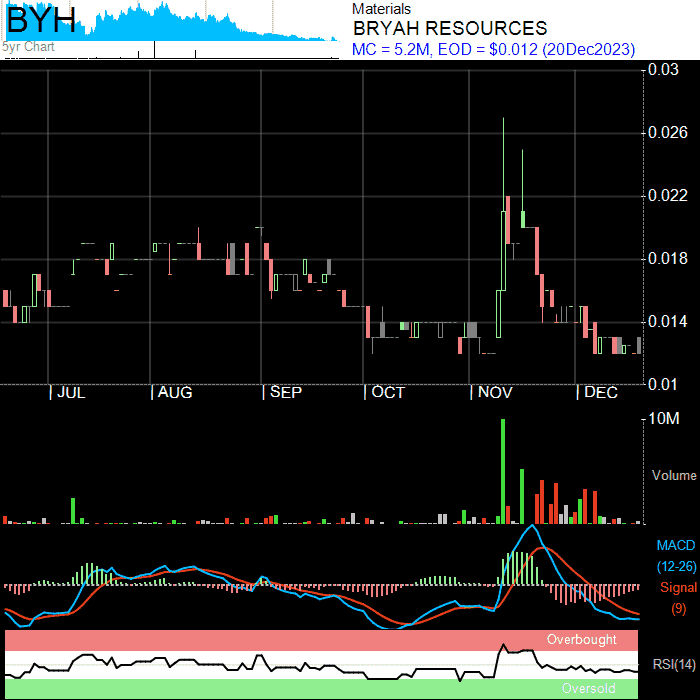 BYH
5yr Chart
Materials
BRYAH RESOURCES
MC = 5.2M, EOD = $0.012 (20Dec2023)
0.03
0.026
0.022
0.018
0.014
0.01
JUL AUG SEP OCT NOV DEC
10M
Volume
MACD
(12-26)
Signal
(9)
Overbought
RSI(14)
Oversold